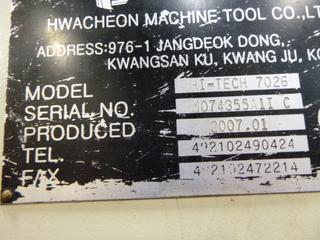 HWACHEON MACHINE TOOL CO.,
ADDRESS:976-1 JANGDEOK DONG,
KWANGSAN KU, KWANG JU,
MODEL HI-TECH 7026
SERIAL NO.
PRODUCED 2007.01
TEL. 402102490424
FAX